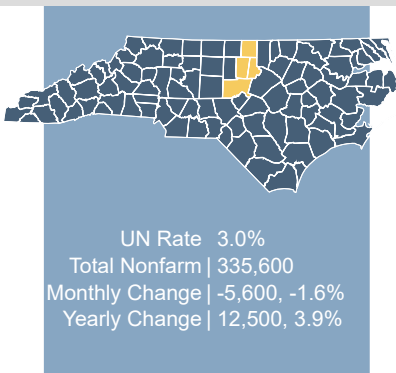 UN Rate 3.0%
Total Nonfarm | 335,600
Monthly Change | -5,600, -1.6%
Yearly Change | 12,500, 3.9%